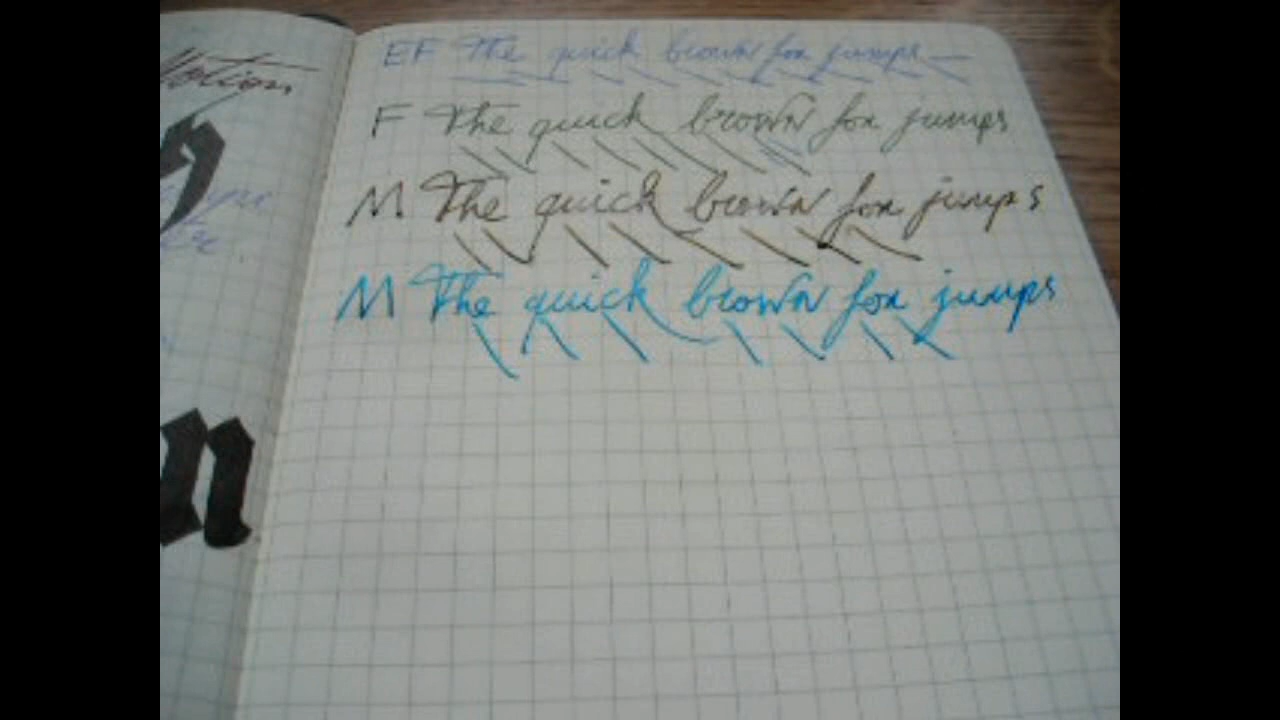 Notion
n
EF The quick brown fox jumps
F The quick brown fox jumps
M The quick brown fox jumps
M The quick brown fox jumps